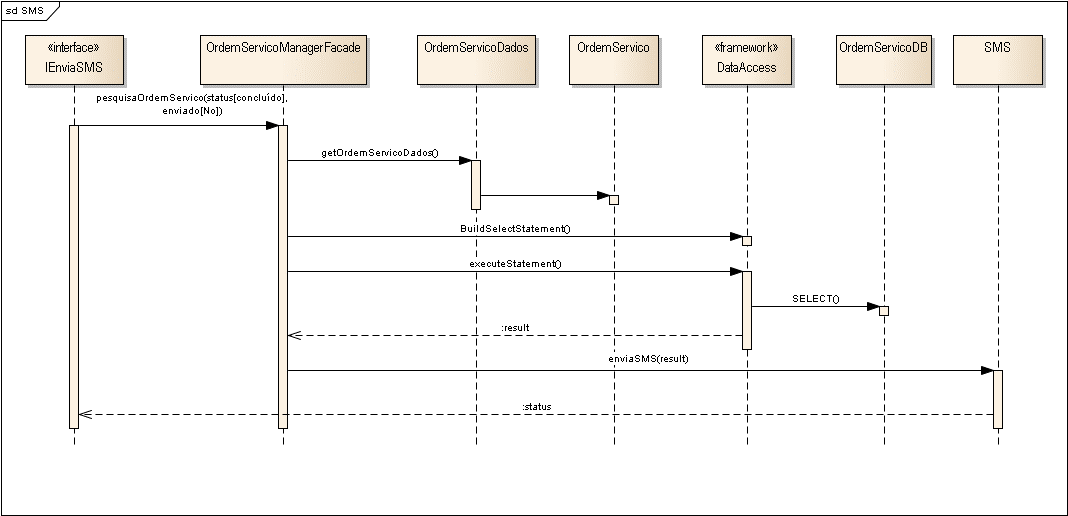 sd SMS
«interface»
IEnviaSMS
OrdemServicoManagerFacade
OrdemServicoDados
OrdemServico
«framework»
DataAccess
OrdemServicoDB
SMS
pesquisaOrdemServico(status[concluído],
enviado[No])
getOrdemServicoDados()
BuildSelectStatement()
executeStatement()
SELECT()
:result
enviaSMS(result)
:status